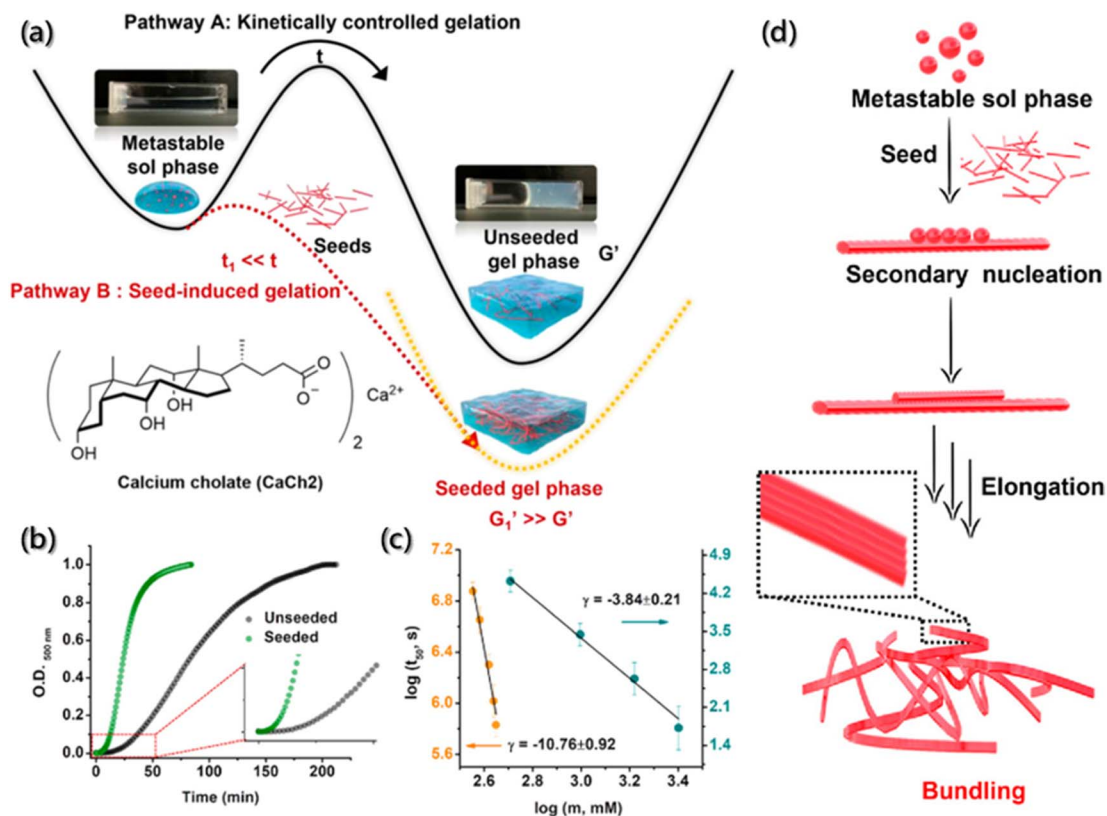 (a)
Pathway A: Kinetically controlled gelation
t
Metastable
sol phase
Seeds
Unseeded
gel phase
G'
t₁ << t
Pathway B : Seed-induced gelation
O
O⁻
OH
OH
OH
2
Ca²⁺
Calcium cholate (CaCh2)
Seeded gel phase
G₁' >> G'
(b)
O.D. 500 nm
1.0
0.8
0.6
0.4
0.2
0.0
Unseeded
Seeded
0 50 100 150 200
Time (min)
(c)
log (t₅₀, s)
7.2
6.8
6.4
6.0
5.6
4.9
4.2
3.5
2.8
2.1
1.4
γ = -3.84±0.21
γ = -10.76±0.92
2.6 2.8 3.0 3.2 3.4
log (m, mM)
(d)
Metastable sol phase
Seed
Secondary nucleation
Elongation
Bundling